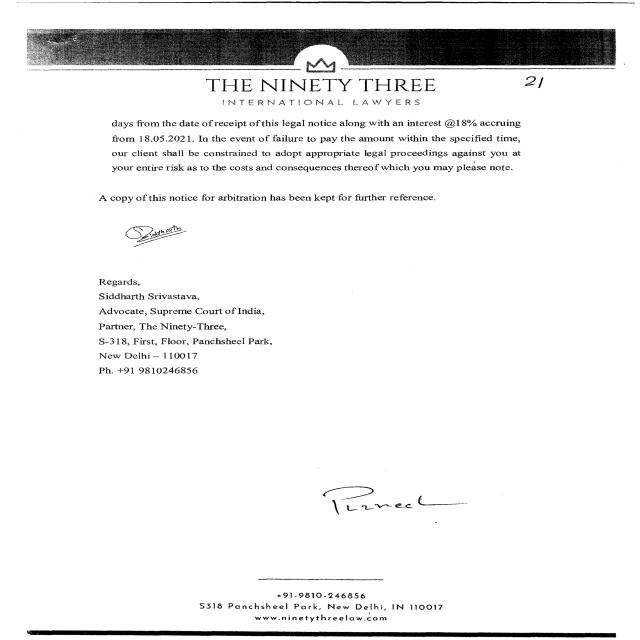 THE NINETY THREE
21
INTERNATIONAL LAWYERS
days from the date of receipt of this legal notice along with an interest @18% accruing
from 18.05.2021. In the event of failure to pay the amount within the specified time,
our client shall be constrained to adopt appropriate legal proceedings against you at
your entire risk as to the costs and consequences thereof which you may please note.
A copy of this notice for arbitration has been kept for further reference.
Siddharth
Regards,
Siddharth Srivastava,
Advocate, Supreme Court of India,
Partner, The Ninety-Three,
S-318, First, Floor, Panchsheel Park,
New Delhi – 110017
Ph. +91 9810246856
+91-9810-246856
S318 Panchsheel Park, New Delhi, IN 110017
www.ninetythreelaw.com